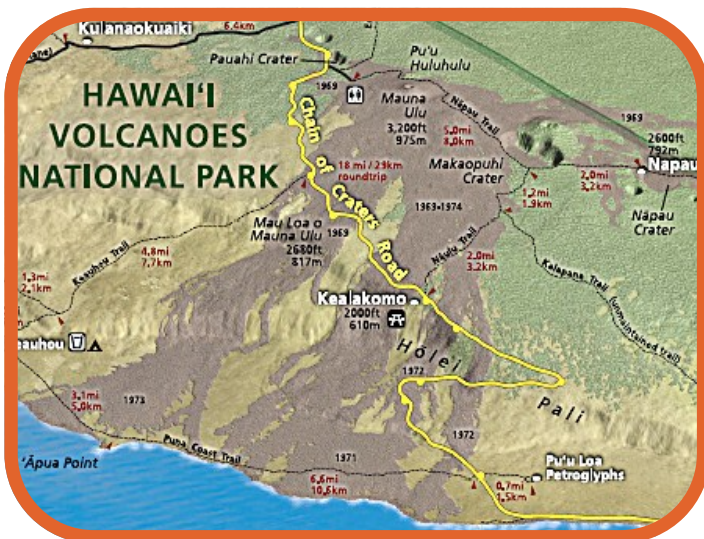 Kulanaokuaiki
6.4km
Pauahi Crater
Pu'u
Huluhulu
HAWAI'I
VOLCANOES
NATIONAL PARK
1969
Mauna
Ulu
3,200ft
975m
Nāpau Trail
5.0mi
8.0km
1969
2600ft
792m
Napau
2.0mi
3.2km
Nāpau
Crater
Chain of Craters Road
18 mi / 29km
roundtrip
Makaopuhi
Crater
1.2mi
1.9km
1969-1974
Mau Loa o
Mauna Ulu
2680ft
817m
1969
Naulu Trail
2.0mi
3.2km
Kalapana Trail
(unmaintained trail)
Keauhou Trail
4.8mi
7.7km
1.3mi
2.1km
Kealakomo
2000ft
610m
eauhou
Hōlei
Pali
1972
3.1mi
5.0km
1973
1972
'Āpua Point
Puna Coast Trail
1971
6.6mi
10.6km
Pu'u Loa
Petroglyphs
0.7mi
1.5km